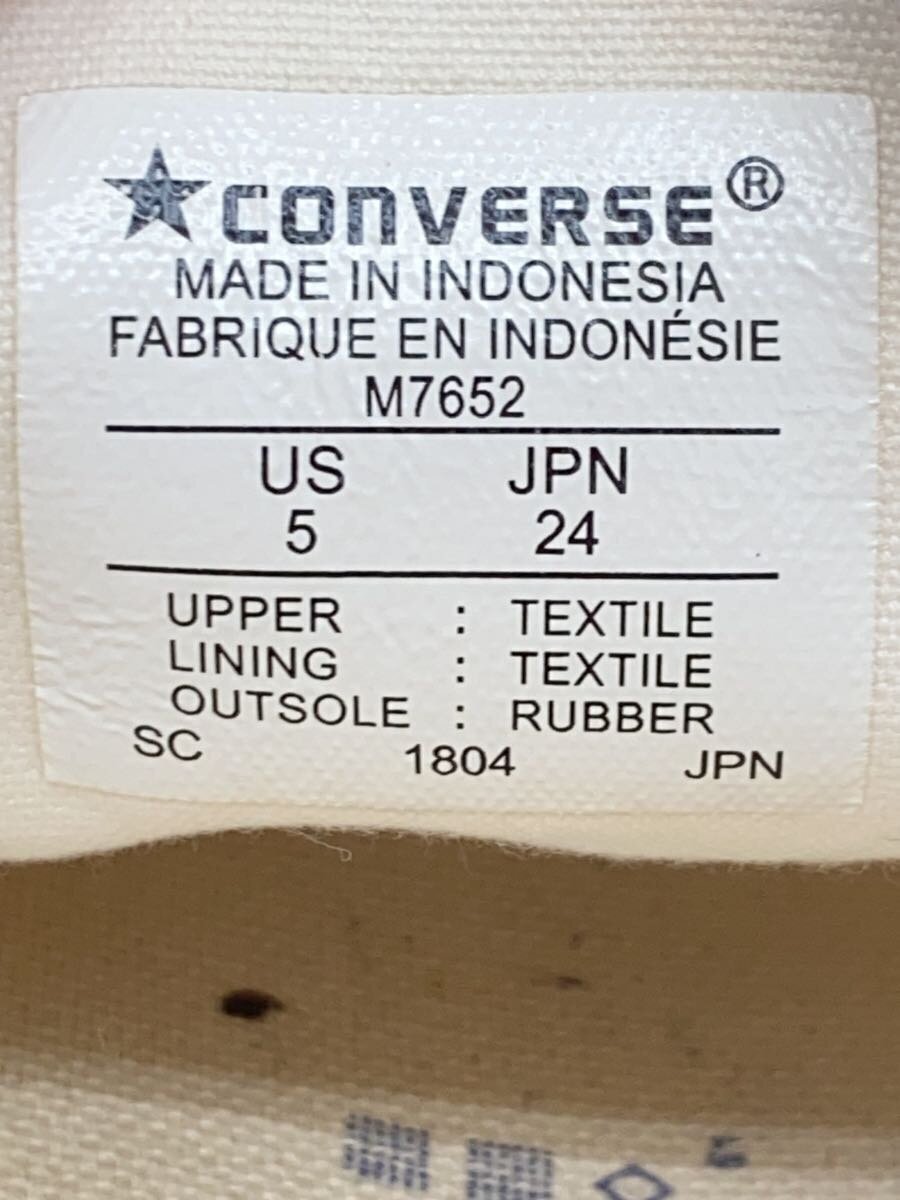 CONVERSE®
MADE IN INDONESIA
FABRIQUE EN INDONÉSIE
M7652
US JPN
5 24
UPPER : TEXTILE
LINING : TEXTILE
OUTSOLE : RUBBER
SC 1804 JPN